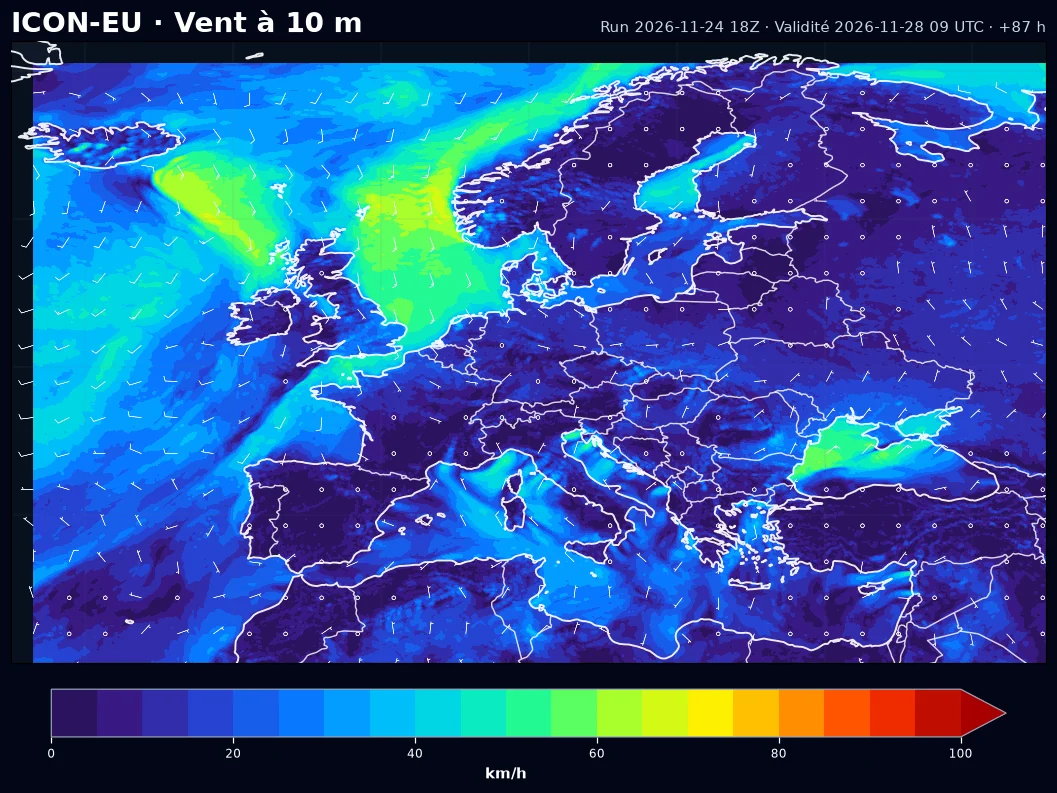 ICON-EU · Vent à 10 m
Run 2026-11-24 18Z · Validité 2026-11-28 09 UTC · +87 h
0 20 40 60 80 100
km/h